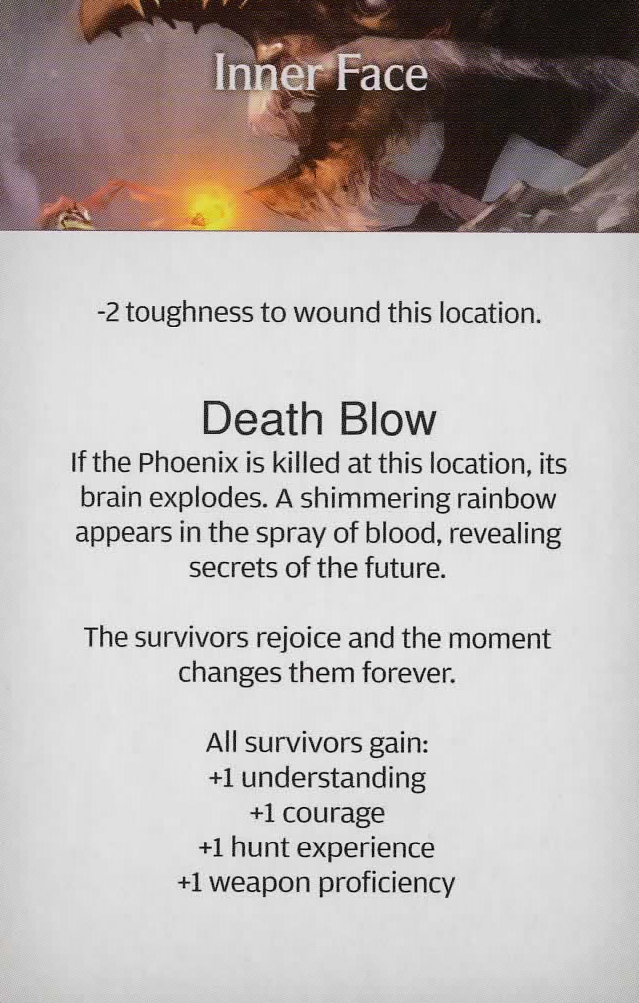 Inner Face
-2 toughness to wound this location.
Death Blow
If the Phoenix is killed at this location, its
brain explodes. A shimmering rainbow
appears in the spray of blood, revealing
secrets of the future.
The survivors rejoice and the moment
changes them forever.
All survivors gain:
+1 understanding
+1 courage
+1 hunt experience
+1 weapon proficiency